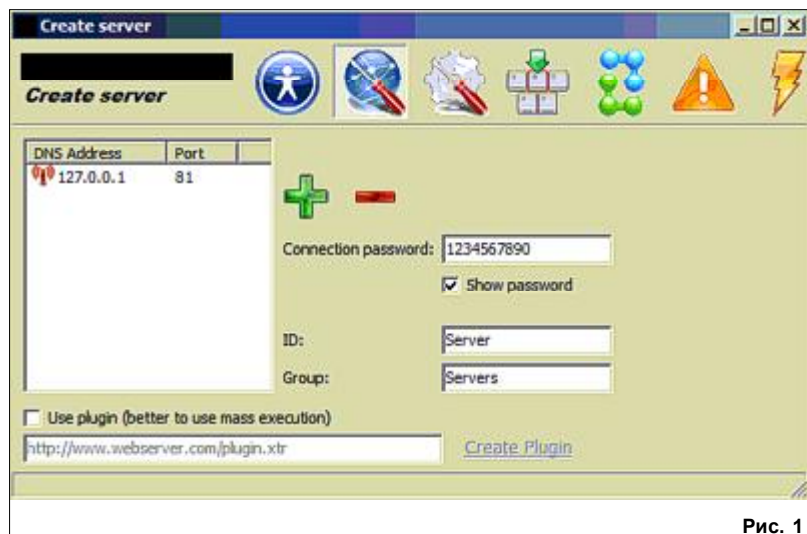 Create server
Create server
DNS Address Port
127.0.0.1 81
Connection password: 1234567890
Show password
ID: Server
Group: Servers
Use plugin (better to use mass execution)
http://www.webserver.com/plugin.xtr Create Plugin
Рис. 1